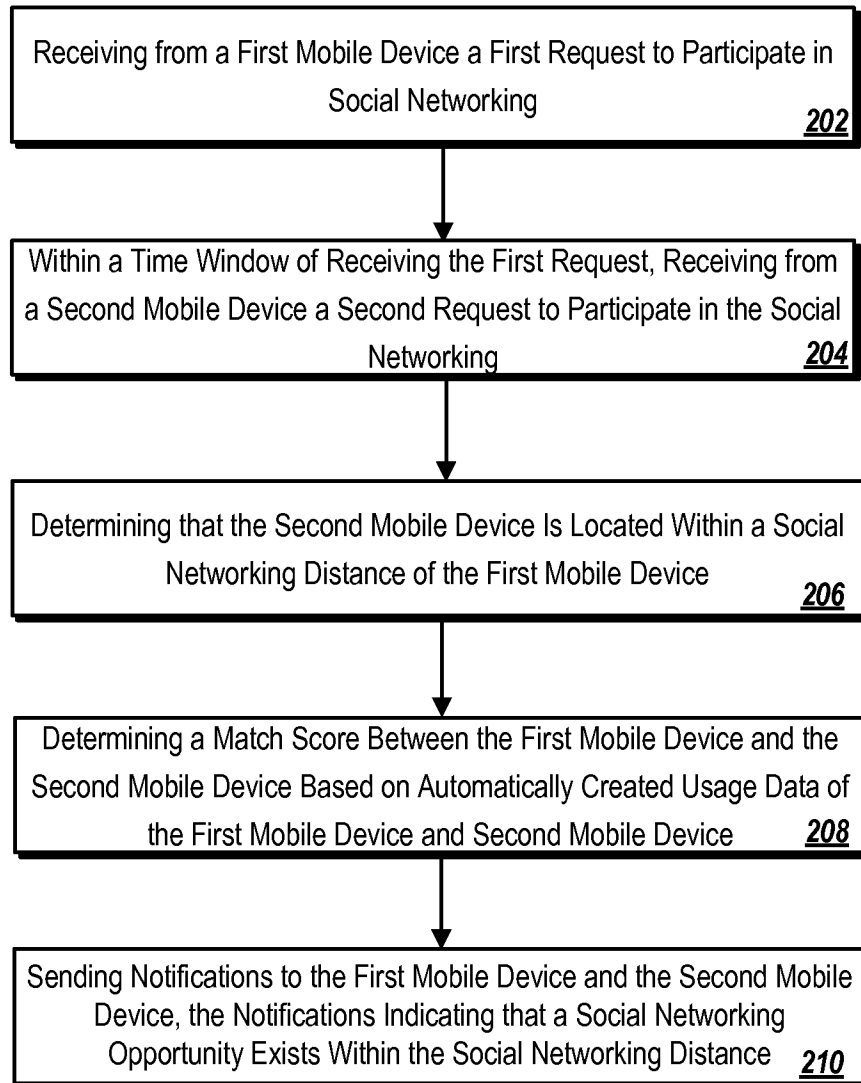 Receiving from a First Mobile Device a First Request to Participate in
Social Networking
202
Within a Time Window of Receiving the First Request, Receiving from
a Second Mobile Device a Second Request to Participate in the Social
Networking
204
Determining that the Second Mobile Device Is Located Within a Social
Networking Distance of the First Mobile Device
206
Determining a Match Score Between the First Mobile Device and the
Second Mobile Device Based on Automatically Created Usage Data of
the First Mobile Device and Second Mobile Device
208
Sending Notifications to the First Mobile Device and the Second Mobile
Device, the Notifications Indicating that a Social Networking
Opportunity Exists Within the Social Networking Distance
210